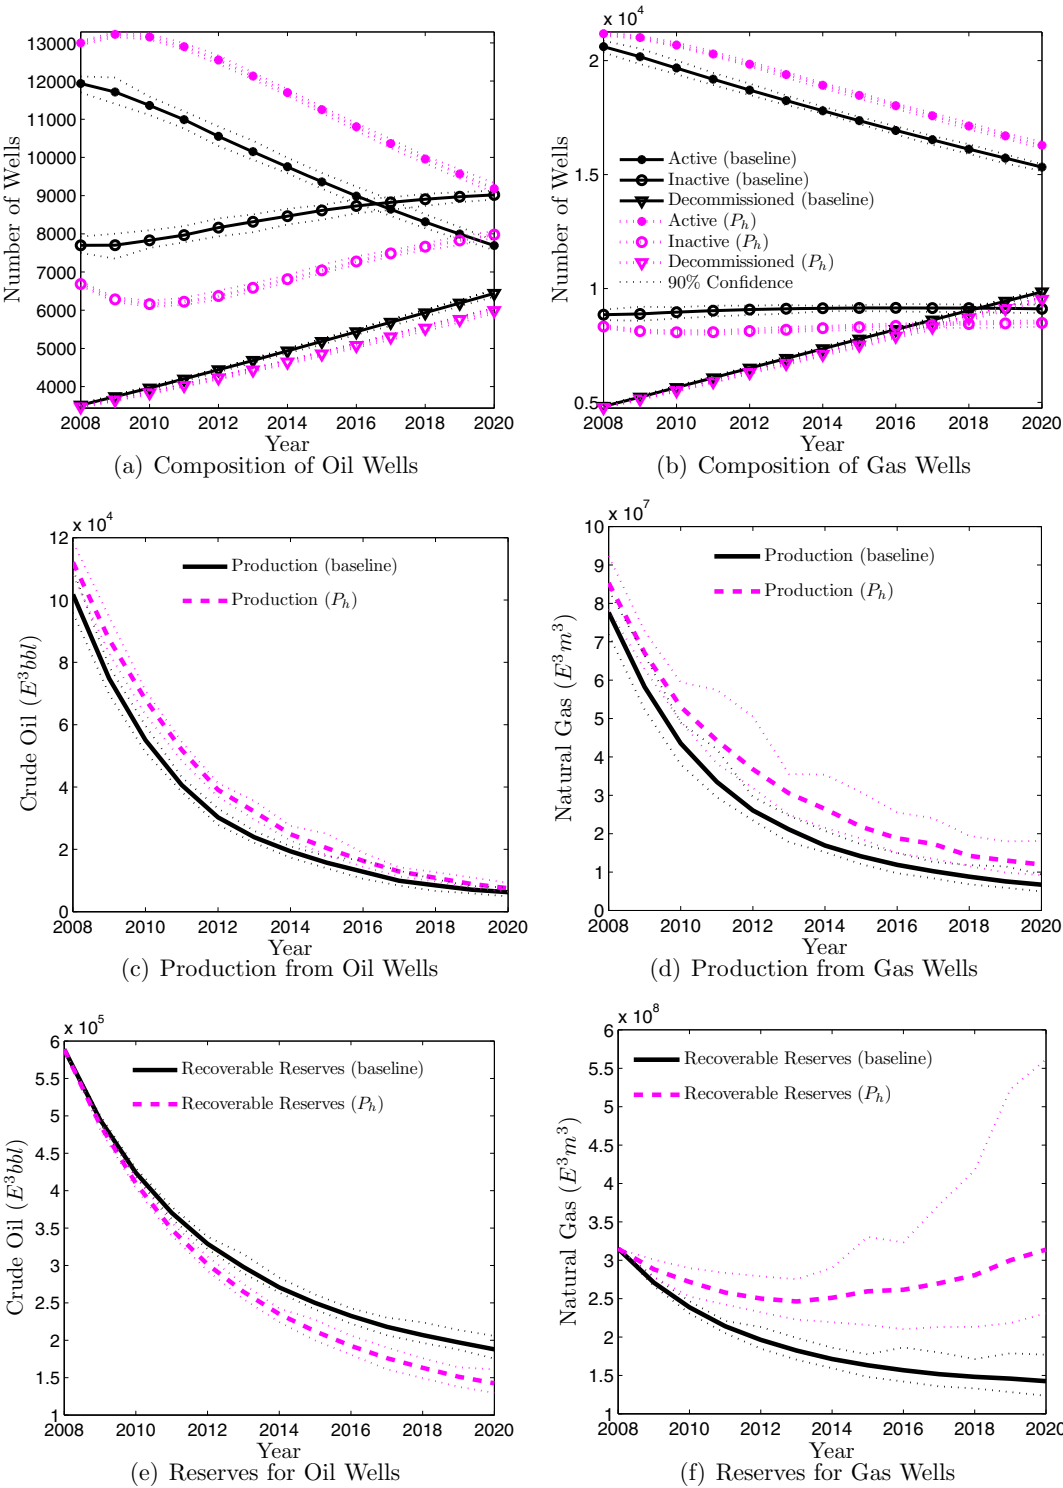 13000
12000
11000
10000
9000
8000
7000
6000
5000
4000
Number of Wells
2008 2010 2012 2014 2016 2018 2020
Year
(a) Composition of Oil Wells
x 10^4
2
1.5
1
0.5
Number of Wells
Active (baseline)
Inactive (baseline)
Decommissioned (baseline)
Active (P_h)
Inactive (P_h)
Decommissioned (P_h)
90% Confidence
2008 2010 2012 2014 2016 2018 2020
Year
(b) Composition of Gas Wells
x 10^4
12
10
8
6
4
2
0
Crude Oil (E^3bbl)
Production (baseline)
Production (P_h)
2008 2010 2012 2014 2016 2018 2020
Year
(c) Production from Oil Wells
x 10^7
10
9
8
7
6
5
4
3
2
1
0
Natural Gas (E^3m^3)
Production (baseline)
Production (P_h)
2008 2010 2012 2014 2016 2018 2020
Year
(d) Production from Gas Wells
x 10^5
6
5.5
5
4.5
4
3.5
3
2.5
2
1.5
1
Crude Oil (E^3bbl)
Recoverable Reserves (baseline)
Recoverable Reserves (P_h)
2008 2010 2012 2014 2016 2018 2020
Year
(e) Reserves for Oil Wells
x 10^8
6
5.5
5
4.5
4
3.5
3
2.5
2
1.5
1
Natural Gas (E^3m^3)
Recoverable Reserves (baseline)
Recoverable Reserves (P_h)
2008 2010 2012 2014 2016 2018 2020
Year
(f) Reserves for Gas Wells